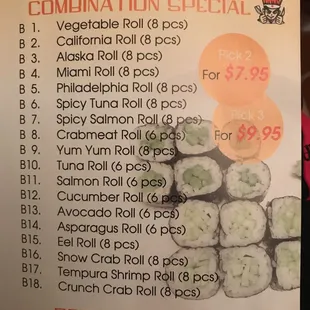 COMBINATION SPECIAL
B 1. Vegetable Roll (8 pcs)
B 2. California Roll (8 pcs)
B 3. Alaska Roll (8 pcs)
B 4. Miami Roll (8 pcs)
B 5. Philadelphia Roll (8 pcs)
B 6. Spicy Tuna Roll (8 pcs)
B 7. Spicy Salmon Roll (8 pcs)
B 8. Crabmeat Roll (6 pcs)
B 9. Yum Yum Roll (8 pcs)
B10. Tuna Roll (6 pcs)
B11. Salmon Roll (6 pcs)
B12. Cucumber Roll (6 pcs)
B13. Avocado Roll (6 pcs)
B14. Asparagus Roll (6 pcs)
B15. Eel Roll (8 pcs)
B16. Snow Crab Roll (8 pcs)
B17. Tempura Shrimp Roll (8 pcs)
B18. Crunch Crab Roll (8 pcs)
Pick 2
For $7.95
Pick 3
For $9.95